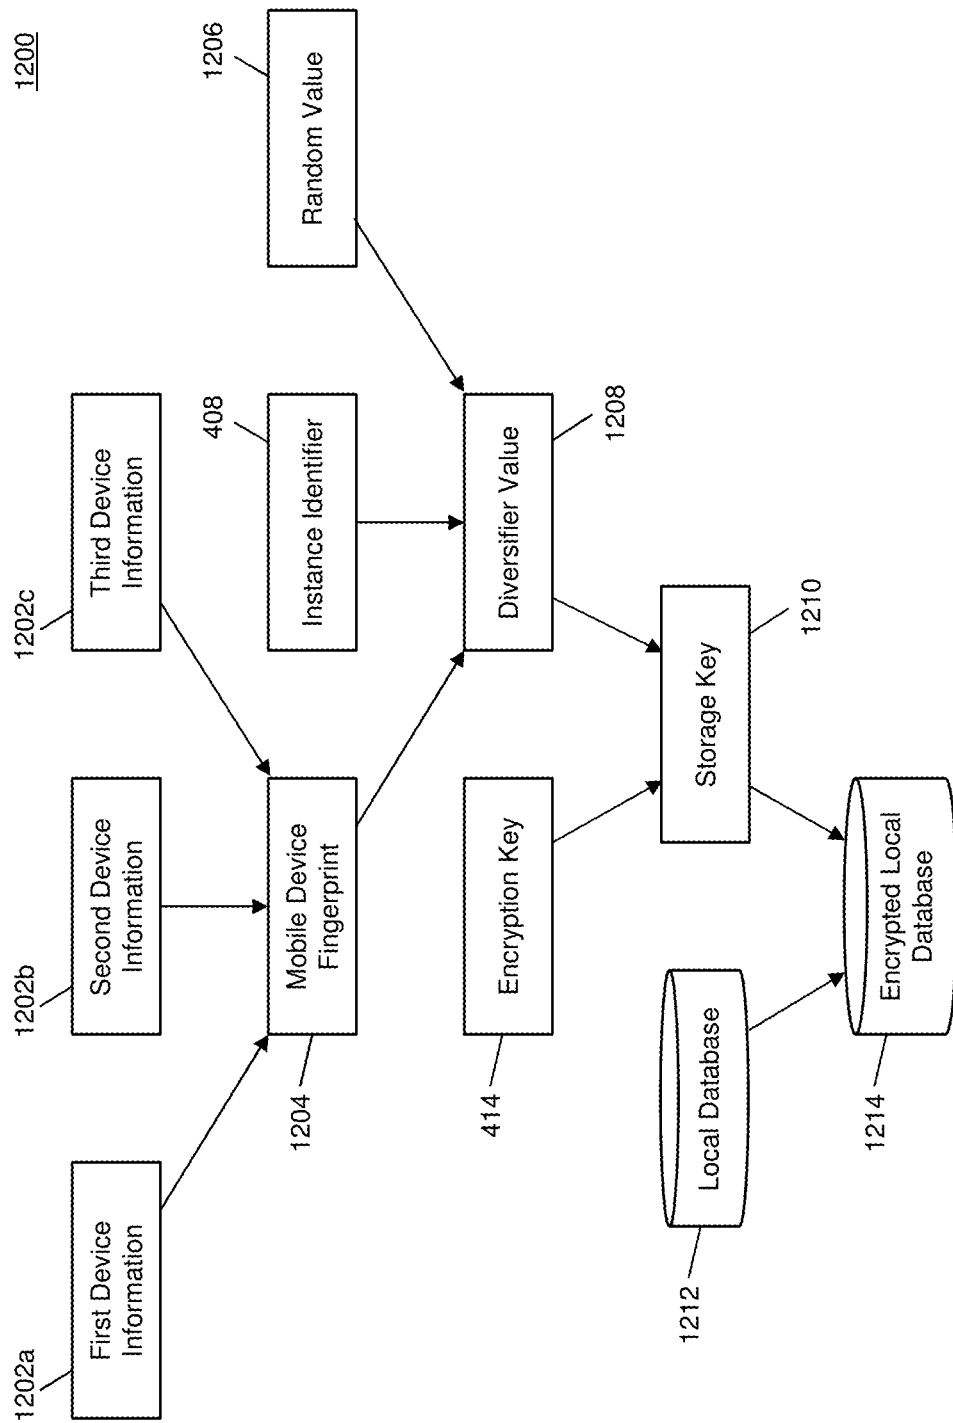 1200
1202a
1202b
1202c
First Device
Information
Second Device
Information
Third Device
Information
1204
408
1206
Mobile Device
Fingerprint
Instance Identifier
Random Value
414
Encryption Key
Diversifier Value
1208
1212
Local Database
Storage Key
1210
1214
Encrypted Local
Database